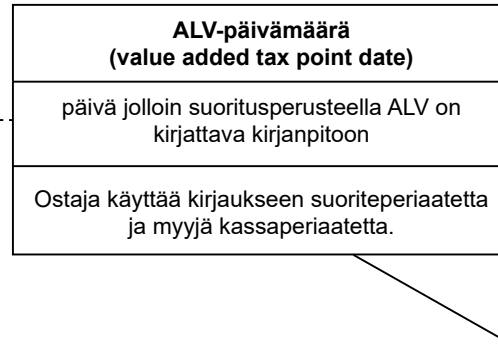 ALV-päivämäärä
(value added tax point date)
päivä jolloin suoritusperusteella ALV on
kirjattava kirjanpitoon
Ostaja käyttää kirjaukseen suoriteperiaatetta
ja myyjä kassaperiaatetta.